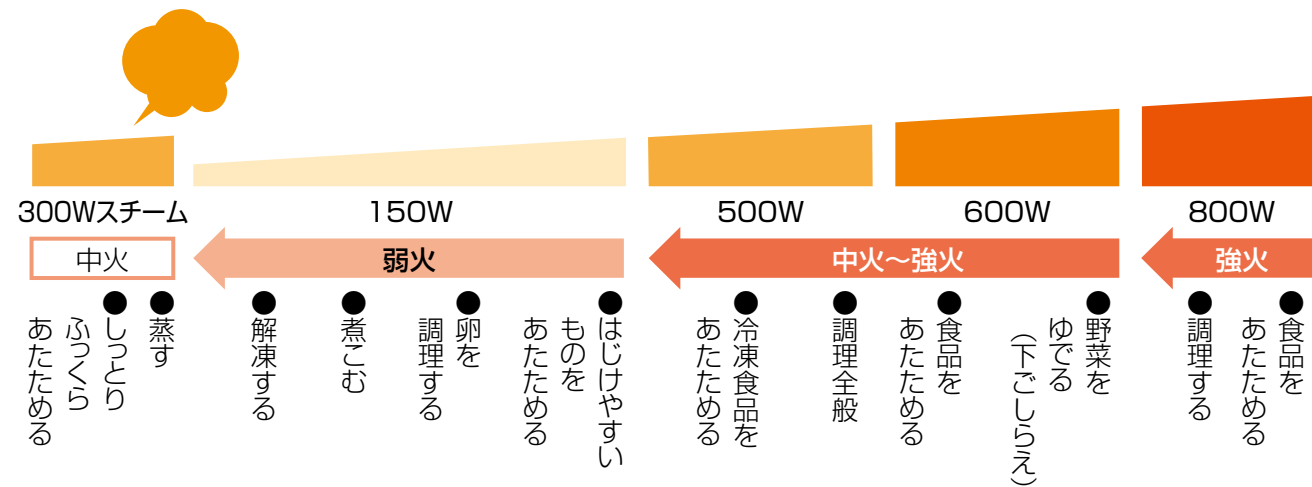 300Wスチーム
150W
500W
600W
800W
中火
弱火
中火～強火
強火
●食品を
あたためる
●調理する
●野菜を
ゆでる
（下ごしらえ）
●食品を
あたためる
●調理全般
●冷凍食品を
あたためる
●はじけやすい
ものを
あたためる
●卵を
調理する
●煮こむ
●解凍する
●蒸す
●しっとり
ふっくら
あたためる